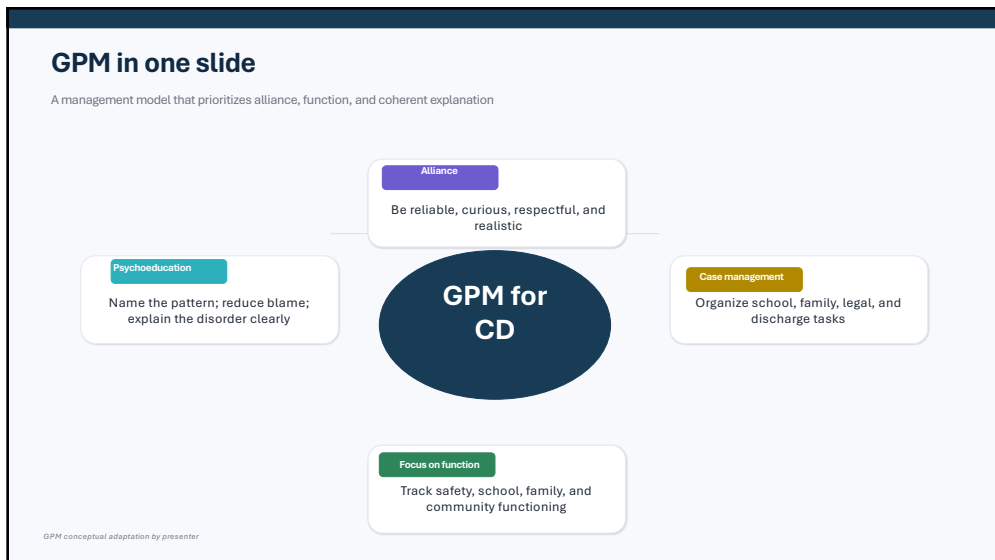 GPM in one slide
A management model that prioritizes alliance, function, and coherent explanation
Alliance
Be reliable, curious, respectful, and
realistic
Psychoeducation
Name the pattern; reduce blame;
explain the disorder clearly
GPM for
CD
Case management
Organize school, family, legal, and
discharge tasks
Focus on function
Track safety, school, family, and
community functioning
GPM conceptual adaptation by presenter